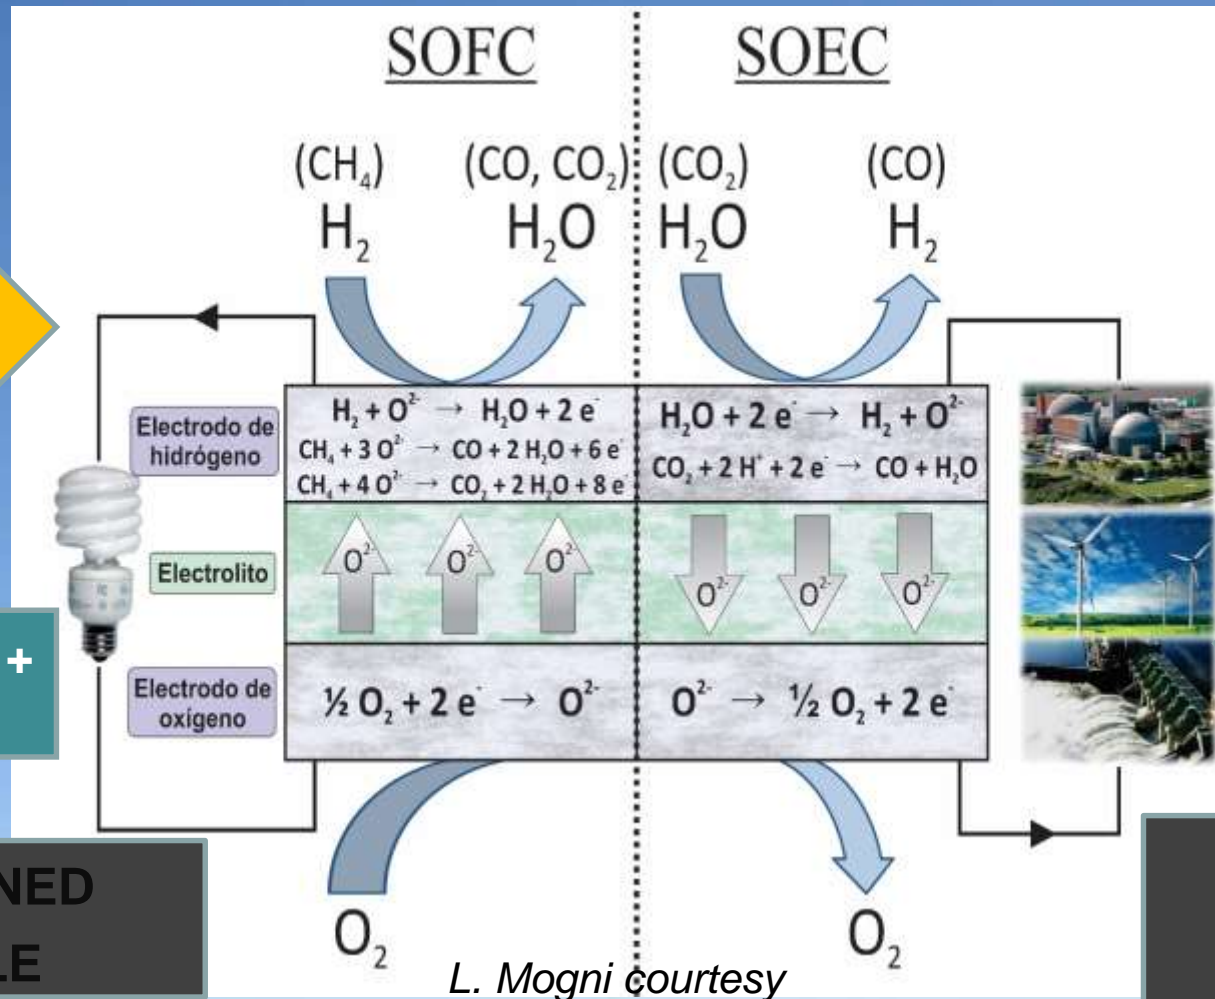 SOFC
SOEC
(CH₄)
(CO, CO₂)
(CO₂)
(CO)
H₂
H₂O
H₂O
H₂
Electrodo de
hidrógeno
H₂ + O²⁻ → H₂O + 2 e⁻
CH₄ + 3 O²⁻ → CO + 2 H₂O + 6 e⁻
CH₄ + 4 O²⁻ → CO₂ + 2 H₂O + 8 e⁻
H₂O + 2 e⁻ → H₂ + O²⁻
CO₂ + 2 H⁺ + 2 e⁻ → CO + H₂O
Electrolito
O²⁻
O²⁻
O²⁻
O²⁻
O²⁻
O²⁻
+
Electrodo de
oxígeno
½ O₂ + 2 e⁻ → O²⁻
O²⁻ → ½ O₂ + 2 e⁻
NED
LE
O₂
O₂
L. Mogni courtesy